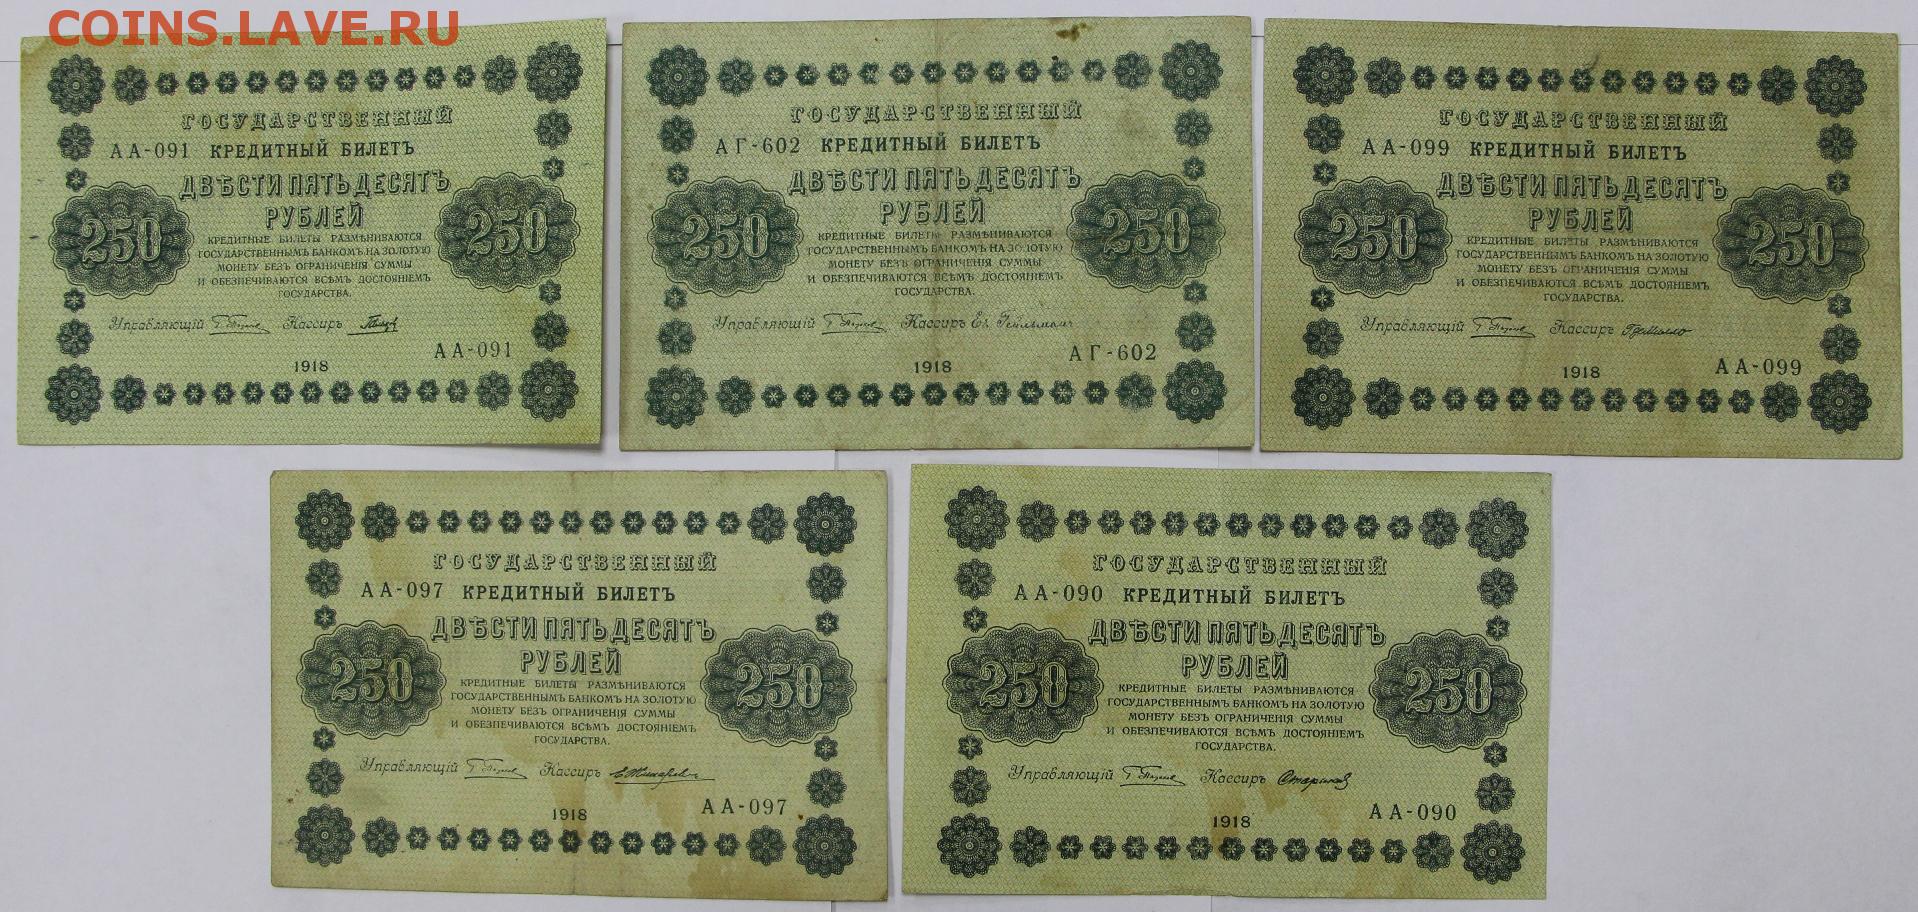 COINS.LAVE.RU
ГОСУДАРСТВЕННЫЙ
АА-091 КРЕДИТНЫЙ БИЛЕТЪ
ДВѢСТИ ПЯТЬДЕСЯТЪ
РУБЛЕЙ
250 250
КРЕДИТНЫЕ БИЛЕТЫ РАЗМѢНИВАЮТСЯ
ГОСУДАРСТВЕННЫМЪ БАНКОМЪ НА ЗОЛОТУЮ
МОНЕТУ БЕЗЪ ОГРАНИЧЕНІЯ СУММЫ
И ОБЕЗПЕЧИВАЮТСЯ ВСѢМЪ ДОСТОЯНІЕМЪ
ГОСУДАРСТВА.
Управляющій Кассиръ
АА-091
1918
ГОСУДАРСТВЕННЫЙ
АГ-602 КРЕДИТНЫЙ БИЛЕТЪ
ДВѢСТИ ПЯТЬДЕСЯТЪ
РУБЛЕЙ
250 250
КРЕДИТНЫЕ БИЛЕТЫ РАЗМѢНИВАЮТСЯ
ГОСУДАРСТВЕННЫМЪ БАНКОМЪ НА ЗОЛОТУЮ
МОНЕТУ БЕЗЪ ОГРАНИЧЕНІЯ СУММЫ
И ОБЕЗПЕЧИВАЮТСЯ ВСѢМЪ ДОСТОЯНІЕМЪ
ГОСУДАРСТВА.
Управляющій Кассиръ Ев. Гейльманъ
АГ-602
1918
ГОСУДАРСТВЕННЫЙ
АА-099 КРЕДИТНЫЙ БИЛЕТЪ
ДВѢСТИ ПЯТЬДЕСЯТЪ
РУБЛЕЙ
250 250
КРЕДИТНЫЕ БИЛЕТЫ РАЗМѢНИВАЮТСЯ
ГОСУДАРСТВЕННЫМЪ БАНКОМЪ НА ЗОЛОТУЮ
МОНЕТУ БЕЗЪ ОГРАНИЧЕНІЯ СУММЫ
И ОБЕЗПЕЧИВАЮТСЯ ВСѢМЪ ДОСТОЯНІЕМЪ
ГОСУДАРСТВА.
Управляющій Кассиръ
АА-099
1918
ГОСУДАРСТВЕННЫЙ
АА-097 КРЕДИТНЫЙ БИЛЕТЪ
ДВѢСТИ ПЯТЬДЕСЯТЪ
РУБЛЕЙ
250 250
КРЕДИТНЫЕ БИЛЕТЫ РАЗМѢНИВАЮТСЯ
ГОСУДАРСТВЕННЫМЪ БАНКОМЪ НА ЗОЛОТУЮ
МОНЕТУ БЕЗЪ ОГРАНИЧЕНІЯ СУММЫ
И ОБЕЗПЕЧИВАЮТСЯ ВСѢМЪ ДОСТОЯНІЕМЪ
ГОСУДАРСТВА.
Управляющій Кассиръ
АА-097
1918
ГОСУДАРСТВЕННЫЙ
АА-090 КРЕДИТНЫЙ БИЛЕТЪ
ДВѢСТИ ПЯТЬДЕСЯТЪ
РУБЛЕЙ
250 250
КРЕДИТНЫЕ БИЛЕТЫ РАЗМѢНИВАЮТСЯ
ГОСУДАРСТВЕННЫМЪ БАНКОМЪ НА ЗОЛОТУЮ
МОНЕТУ БЕЗЪ ОГРАНИЧЕНІЯ СУММЫ
И ОБЕЗПЕЧИВАЮТСЯ ВСѢМЪ ДОСТОЯНІЕМЪ
ГОСУДАРСТВА.
Управляющій Кассиръ
АА-090
1918